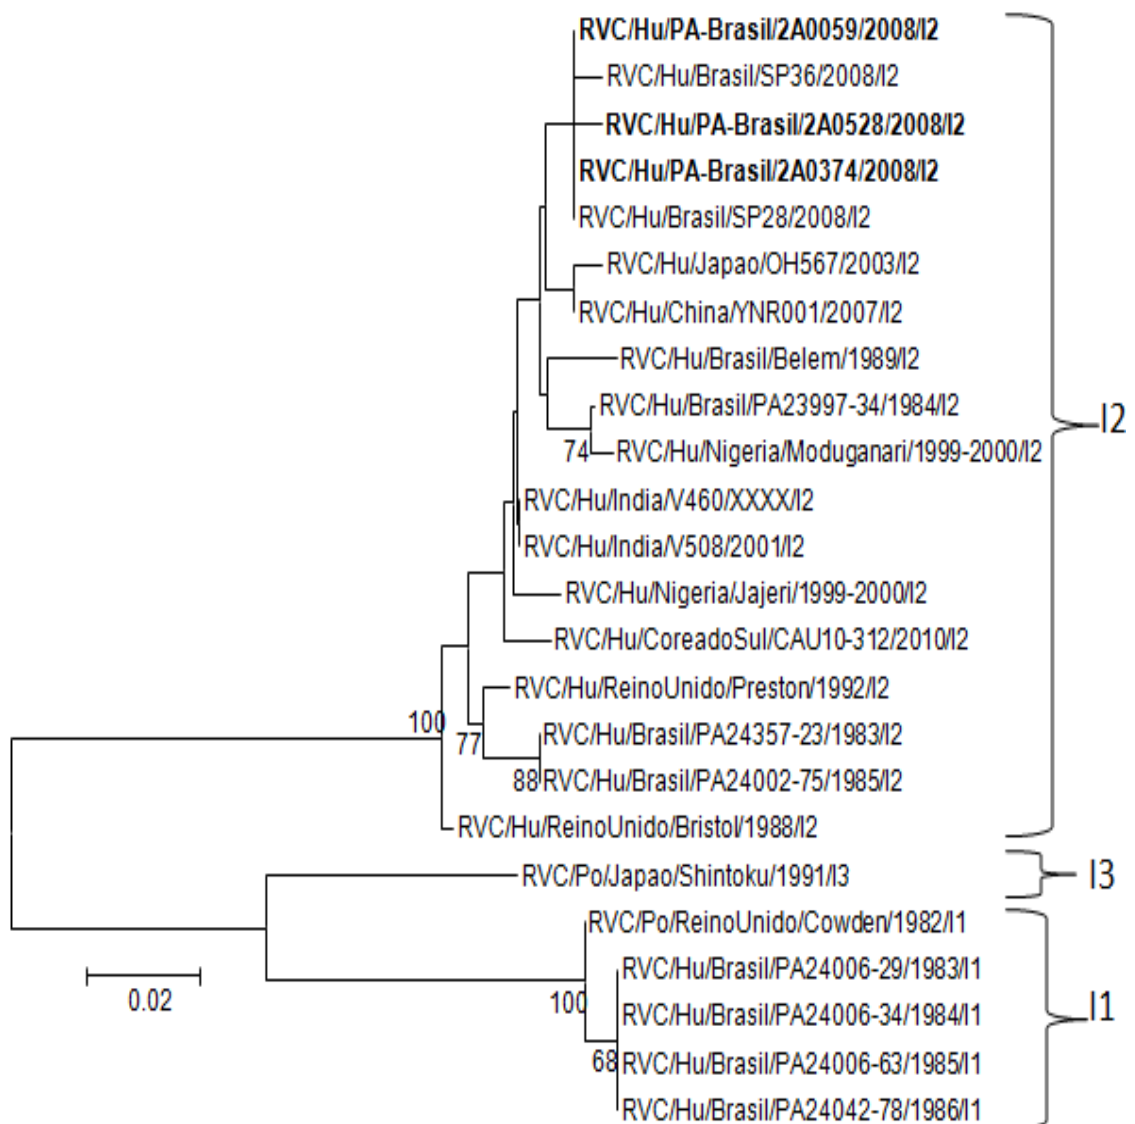 RVC/Hu/PA-Brasil/2A0059/2008/I2
RVC/Hu/Brasil/SP36/2008/I2
RVC/Hu/PA-Brasil/2A0528/2008/I2
RVC/Hu/PA-Brasil/2A0374/2008/I2
RVC/Hu/Brasil/SP28/2008/I2
RVC/Hu/Japao/OH567/2003/I2
RVC/Hu/China/YNR001/2007/I2
RVC/Hu/Brasil/Belem/1989/I2
RVC/Hu/Brasil/PA23997-34/1984/I2
I2
74
RVC/Hu/Nigeria/Moduganari/1999-2000/I2
RVC/Hu/India/V460/XXXX/I2
RVC/Hu/India/V508/2001/I2
RVC/Hu/Nigeria/Jajeri/1999-2000/I2
RVC/Hu/CoreadoSul/CAU10-312/2010/I2
RVC/Hu/ReinoUnido/Preston/1992/I2
100
77
RVC/Hu/Brasil/PA24357-23/1983/I2
88
RVC/Hu/Brasil/PA24002-75/1985/I2
RVC/Hu/ReinoUnido/Bristol/1988/I2
RVC/Po/Japao/Shintoku/1991/I3
I3
RVC/Po/ReinoUnido/Cowden/1982/I1
RVC/Hu/Brasil/PA24006-29/1983/I1
0.02
100
RVC/Hu/Brasil/PA24006-34/1984/I1
I1
68
RVC/Hu/Brasil/PA24006-63/1985/I1
RVC/Hu/Brasil/PA24042-78/1986/I1